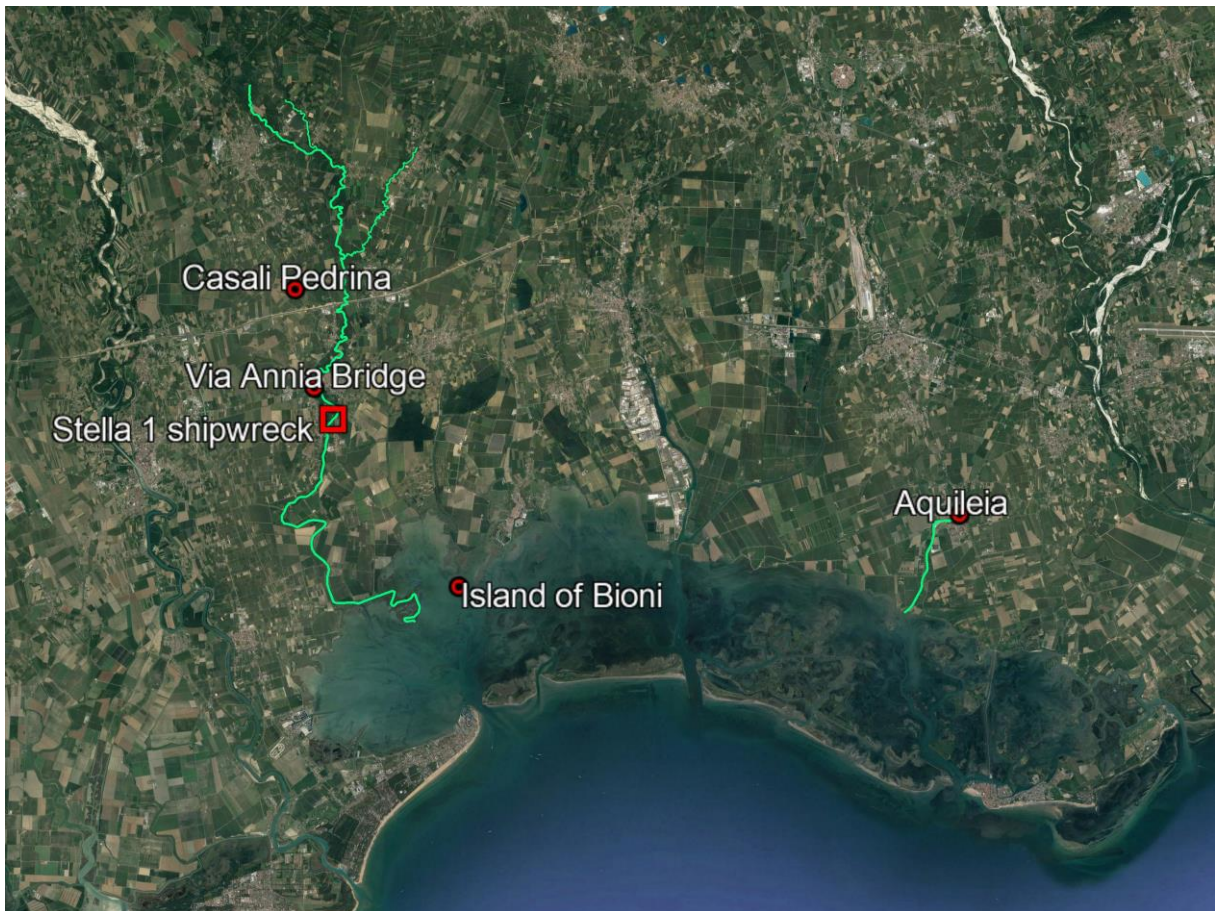 Casali Pedrina
Via Annia Bridge
Stella 1 shipwreck
Aquileia
Island of Bioni